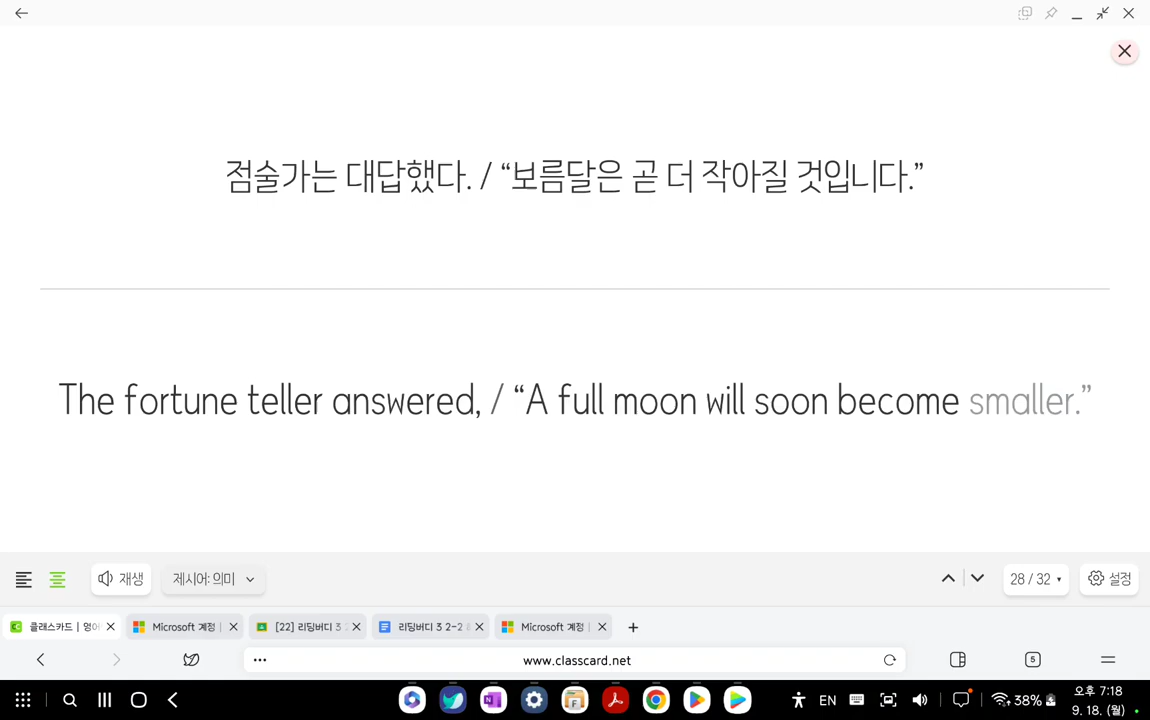 점술가는 대답했다. / “보름달은 곧 더 작아질 것입니다.”
The fortune teller answered, / “A full moon will soon become smaller.”
재생
제시어: 의미
28 / 32
설정
클래스카드 | 영어
Microsoft 계정 |
[22] 리딩버디 3 2
리딩버디 3 2-2
Microsoft 계정 |
www.classcard.net
5
EN
38%
오후 7:18
9. 18. (월)